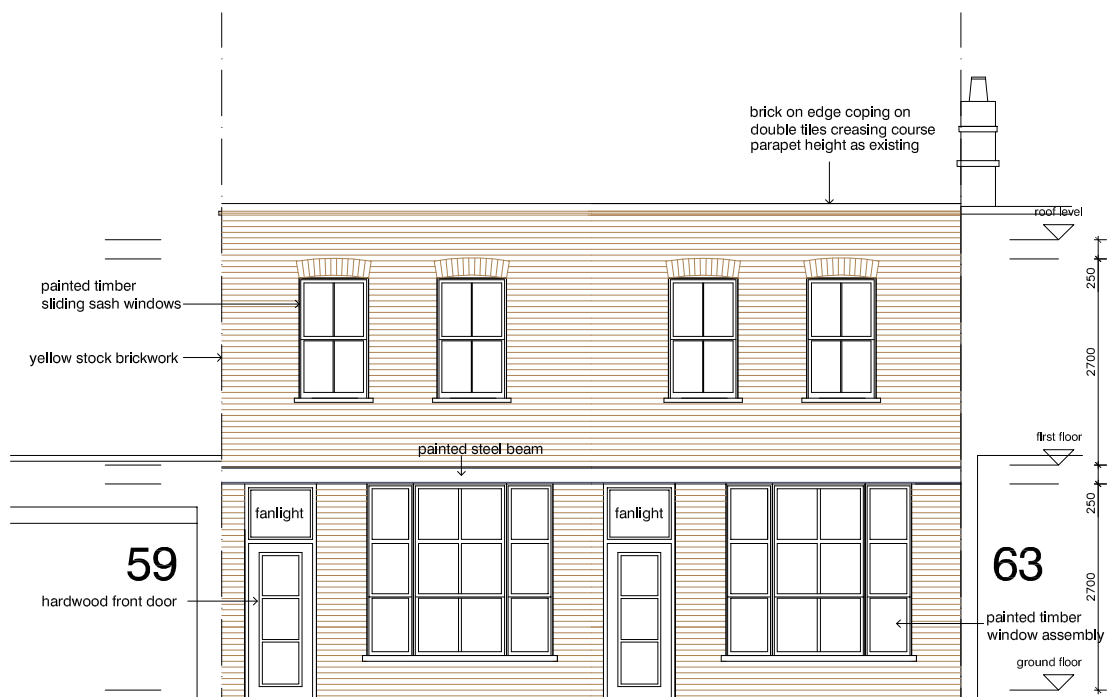 brick on edge coping on
double tiles creasing course
parapet height as existing
roof level
250
painted timber
sliding sash windows
yellow stock brickwork
2700
painted steel beam
first floor
250
fanlight
fanlight
59
63
hardwood front door
2700
painted timber
window assembly
ground floor